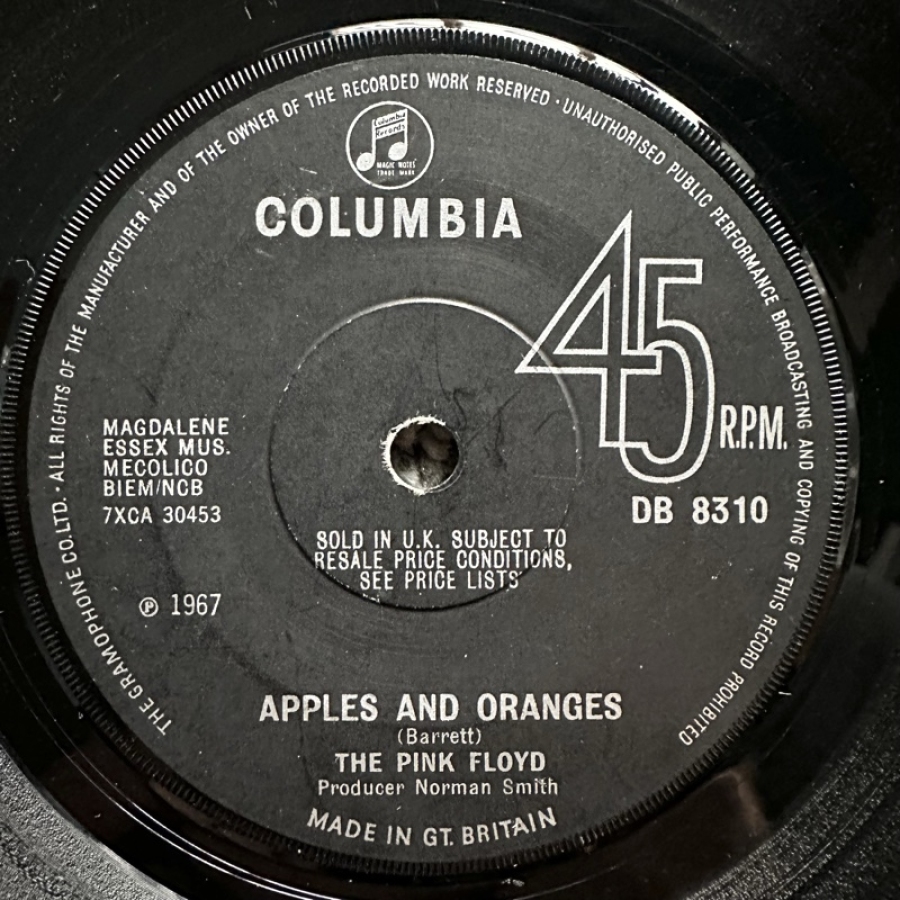 THE GRAMOPHONE CO.LTD. · ALL RIGHTS OF THE MANUFACTURER AND OF THE OWNER OF THE RECORDED WORK RESERVED · UNAUTHORISED PUBLIC PERFORMANCE BROADCASTING AND COPYING OF THIS RECORD PROHIBITED
Columbia
Records
MAGIC NOTES
TRADE MARK
COLUMBIA
45 R.P.M.
MAGDALENE
ESSEX MUS.
MECOLICO
BIEM/NCB
7XCA 30453
DB 8310
SOLD IN U.K. SUBJECT TO
RESALE PRICE CONDITIONS,
SEE PRICE LISTS
℗ 1967
APPLES AND ORANGES
(Barrett)
THE PINK FLOYD
Producer Norman Smith
MADE IN GT. BRITAIN